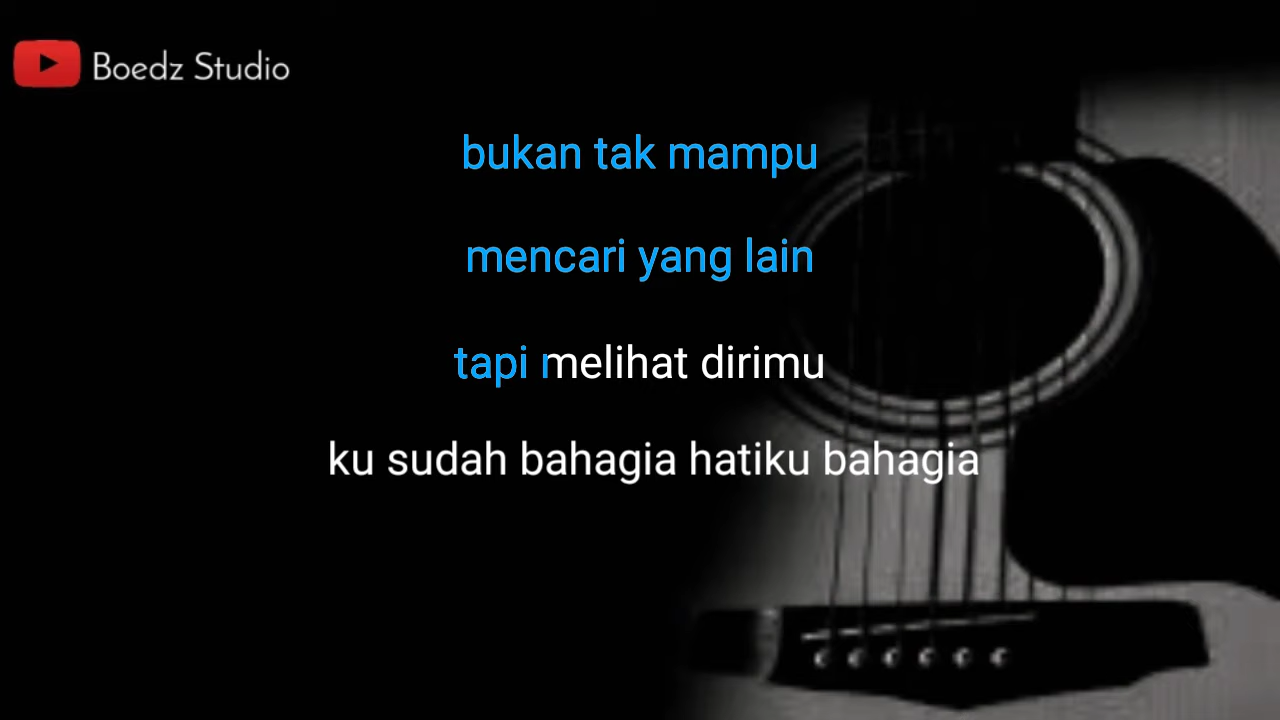 Boedz Studio
bukan tak mampu
mencari yang lain
tapi melihat dirimu
ku sudah bahagia hatiku bahagia